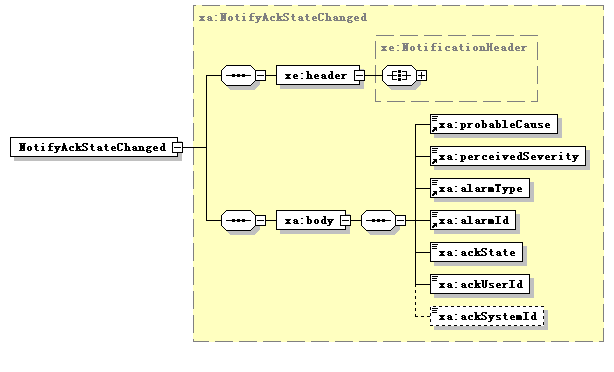 xa:NotifyAckStateChanged
xe:NotificationHeader
xe:header
xa:probableCause
NotifyAckStateChanged
xa:perceivedSeverity
xa:alarmType
xa:body
xa:alarmId
xa:ackState
xa:ackUserId
xa:ackSystemId